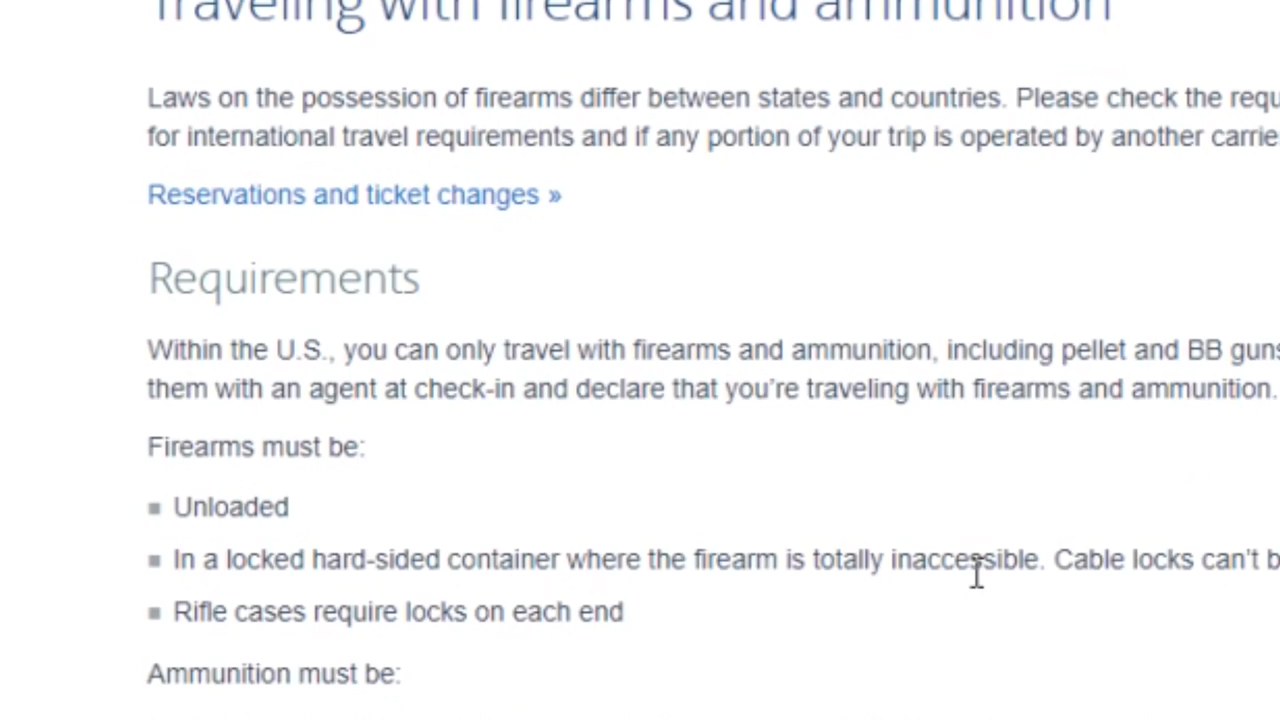 Traveling with firearms and ammunition
Laws on the possession of firearms differ between states and countries. Please check the requ
for international travel requirements and if any portion of your trip is operated by another carrie
Reservations and ticket changes »
Requirements
Within the U.S., you can only travel with firearms and ammunition, including pellet and BB guns
them with an agent at check-in and declare that you're traveling with firearms and ammunition.
Firearms must be:
Unloaded
In a locked hard-sided container where the firearm is totally inaccessible. Cable locks can't b
Rifle cases require locks on each end
Ammunition must be: